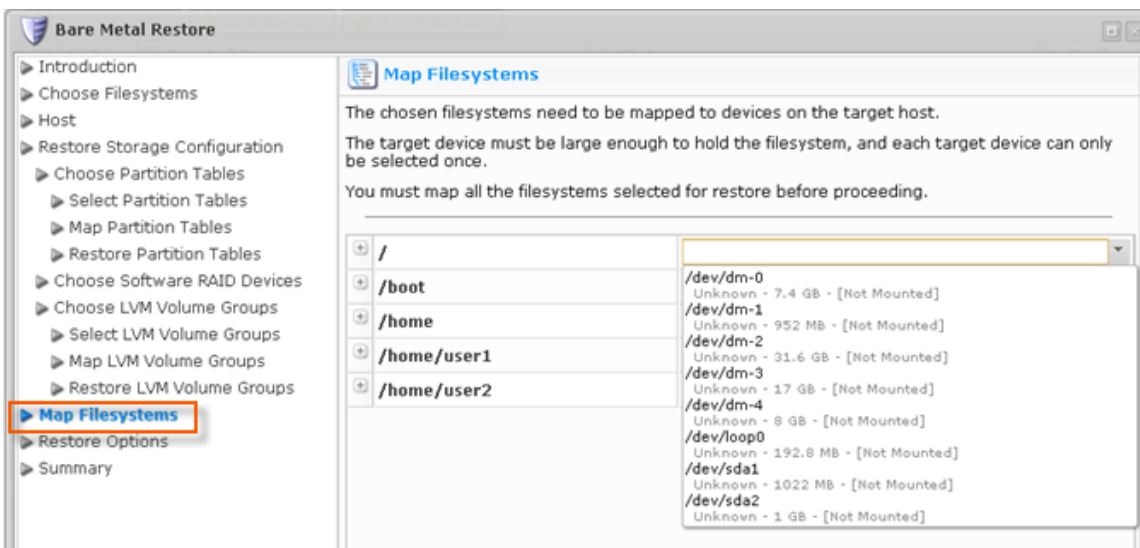 Bare Metal Restore
Introduction
Choose Filesystems
Host
Restore Storage Configuration
Choose Partition Tables
Select Partition Tables
Map Partition Tables
Restore Partition Tables
Choose Software RAID Devices
Choose LVM Volume Groups
Select LVM Volume Groups
Map LVM Volume Groups
Restore LVM Volume Groups
Map Filesystems
Restore Options
Summary
Map Filesystems
The chosen filesystems need to be mapped to devices on the target host.
The target device must be large enough to hold the filesystem, and each target device can only
be selected once.
You must map all the filesystems selected for restore before proceeding.
/
/boot
/home
/home/user1
/home/user2
/dev/dm-0
Unknown - 7.4 GB - [Not Mounted]
/dev/dm-1
Unknown - 952 MB - [Not Mounted]
/dev/dm-2
Unknown - 31.6 GB - [Not Mounted]
/dev/dm-3
Unknown - 17 GB - [Not Mounted]
/dev/dm-4
Unknown - 8 GB - [Not Mounted]
/dev/loop0
Unknown - 192.8 MB - [Not Mounted]
/dev/sda1
Unknown - 1022 MB - [Not Mounted]
/dev/sda2
Unknown - 1 GB - [Not Mounted]